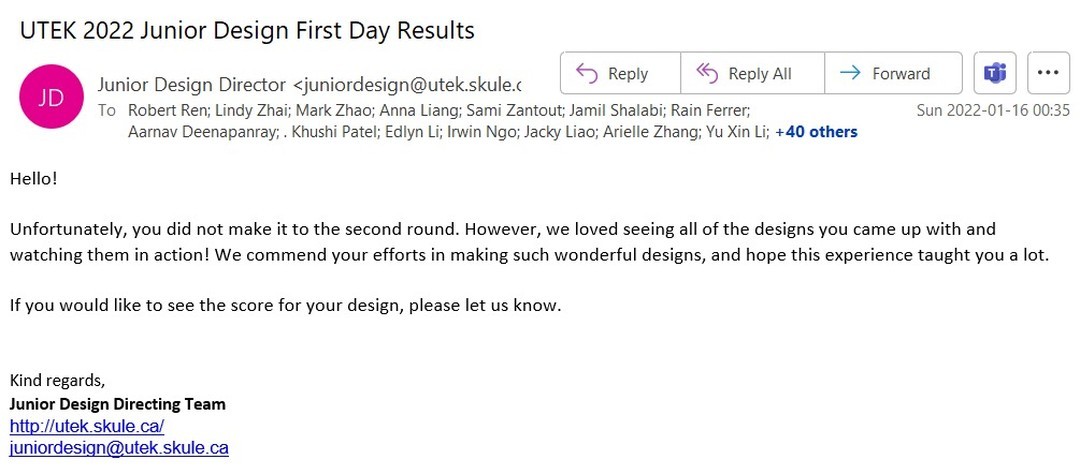 UTEK 2022 Junior Design First Day Results
JD
Junior Design Director <juniordesign@utek.skule.c
Reply
Reply All
Forward
To Robert Ren; Lindy Zhai; Mark Zhao; Anna Liang; Sami Zantout; Jamil Shalabi; Rain Ferrer;
Sun 2022-01-16 00:35
Aarnav Deenapanray; . Khushi Patel; Edlyn Li; Irwin Ngo; Jacky Liao; Arielle Zhang; Yu Xin Li; +40 others
Hello!
Unfortunately, you did not make it to the second round. However, we loved seeing all of the designs you came up with and
watching them in action! We commend your efforts in making such wonderful designs, and hope this experience taught you a lot.
If you would like to see the score for your design, please let us know.
Kind regards,
Junior Design Directing Team
http://utek.skule.ca/
juniordesign@utek.skule.ca